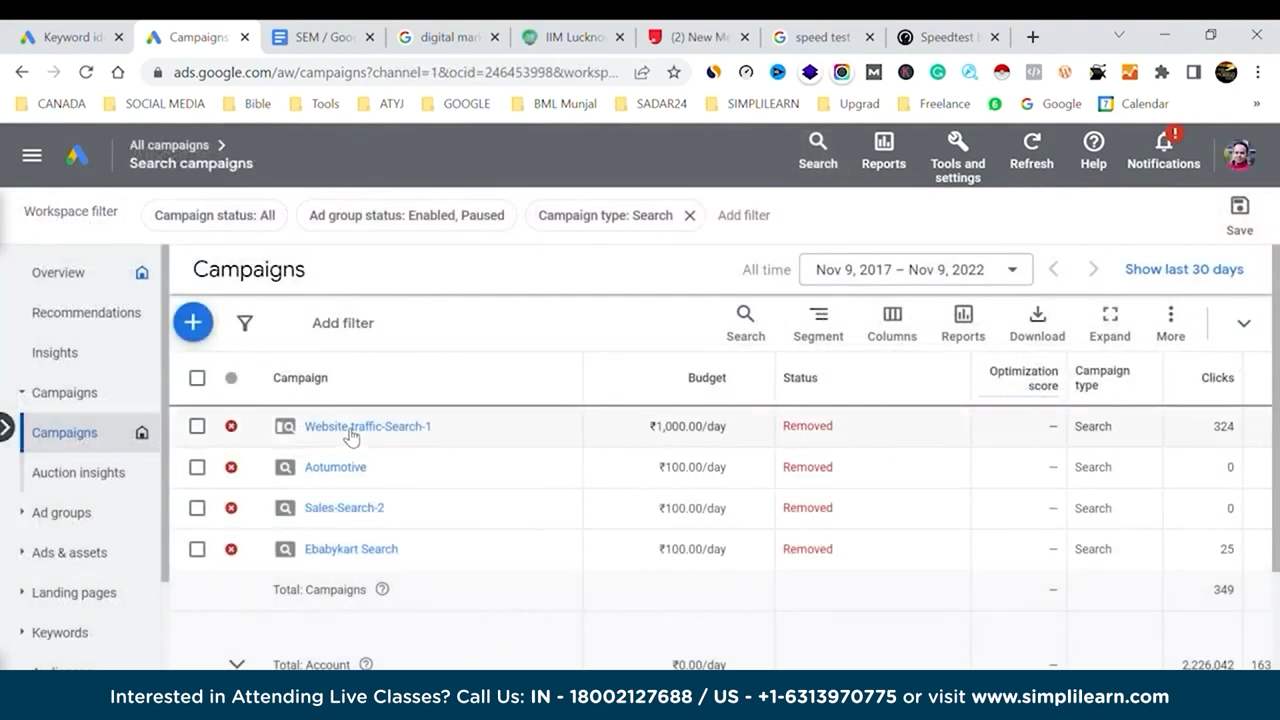 Keyword id
Campaigns
SEM / Goo
digital mar
IIM Luckno
(2) New M
speed test
Speedtest b
ads.google.com/aw/campaigns?channel=1&ocid=246453998&worksp...
CANADA
SOCIAL MEDIA
Bible
Tools
ATYJ
GOOGLE
BML Munjal
SADAR24
SIMPLILEARN
Upgrad
Freelance
Google
Calendar
All campaigns
Search campaigns
Search
Reports
Tools and settings
Refresh
Help
Notifications
Workspace filter
Campaign status: All
Ad group status: Enabled, Paused
Campaign type: Search
Add filter
Save
Overview
Recommendations
Insights
Campaigns
Campaigns
Auction insights
Ad groups
Ads & assets
Landing pages
Keywords
Campaigns
All time
Nov 9, 2017 – Nov 9, 2022
Show last 30 days
Add filter
Search
Segment
Columns
Reports
Download
Expand
More
Campaign
Budget
Status
Optimization score
Campaign type
Clicks
Website traffic-Search-1 ₹1,000.00/day Removed — Search 324
Aotumotive ₹100.00/day Removed — Search 0
Sales-Search-2 ₹100.00/day Removed — Search 0
Ebabykart Search ₹100.00/day Removed — Search 25
Total: Campaigns — 349
Total: Account ₹0.00/day 2,226,042 163
Interested in Attending Live Classes? Call Us: IN - 18002127688 / US - +1-6313970775 or visit www.simplilearn.com